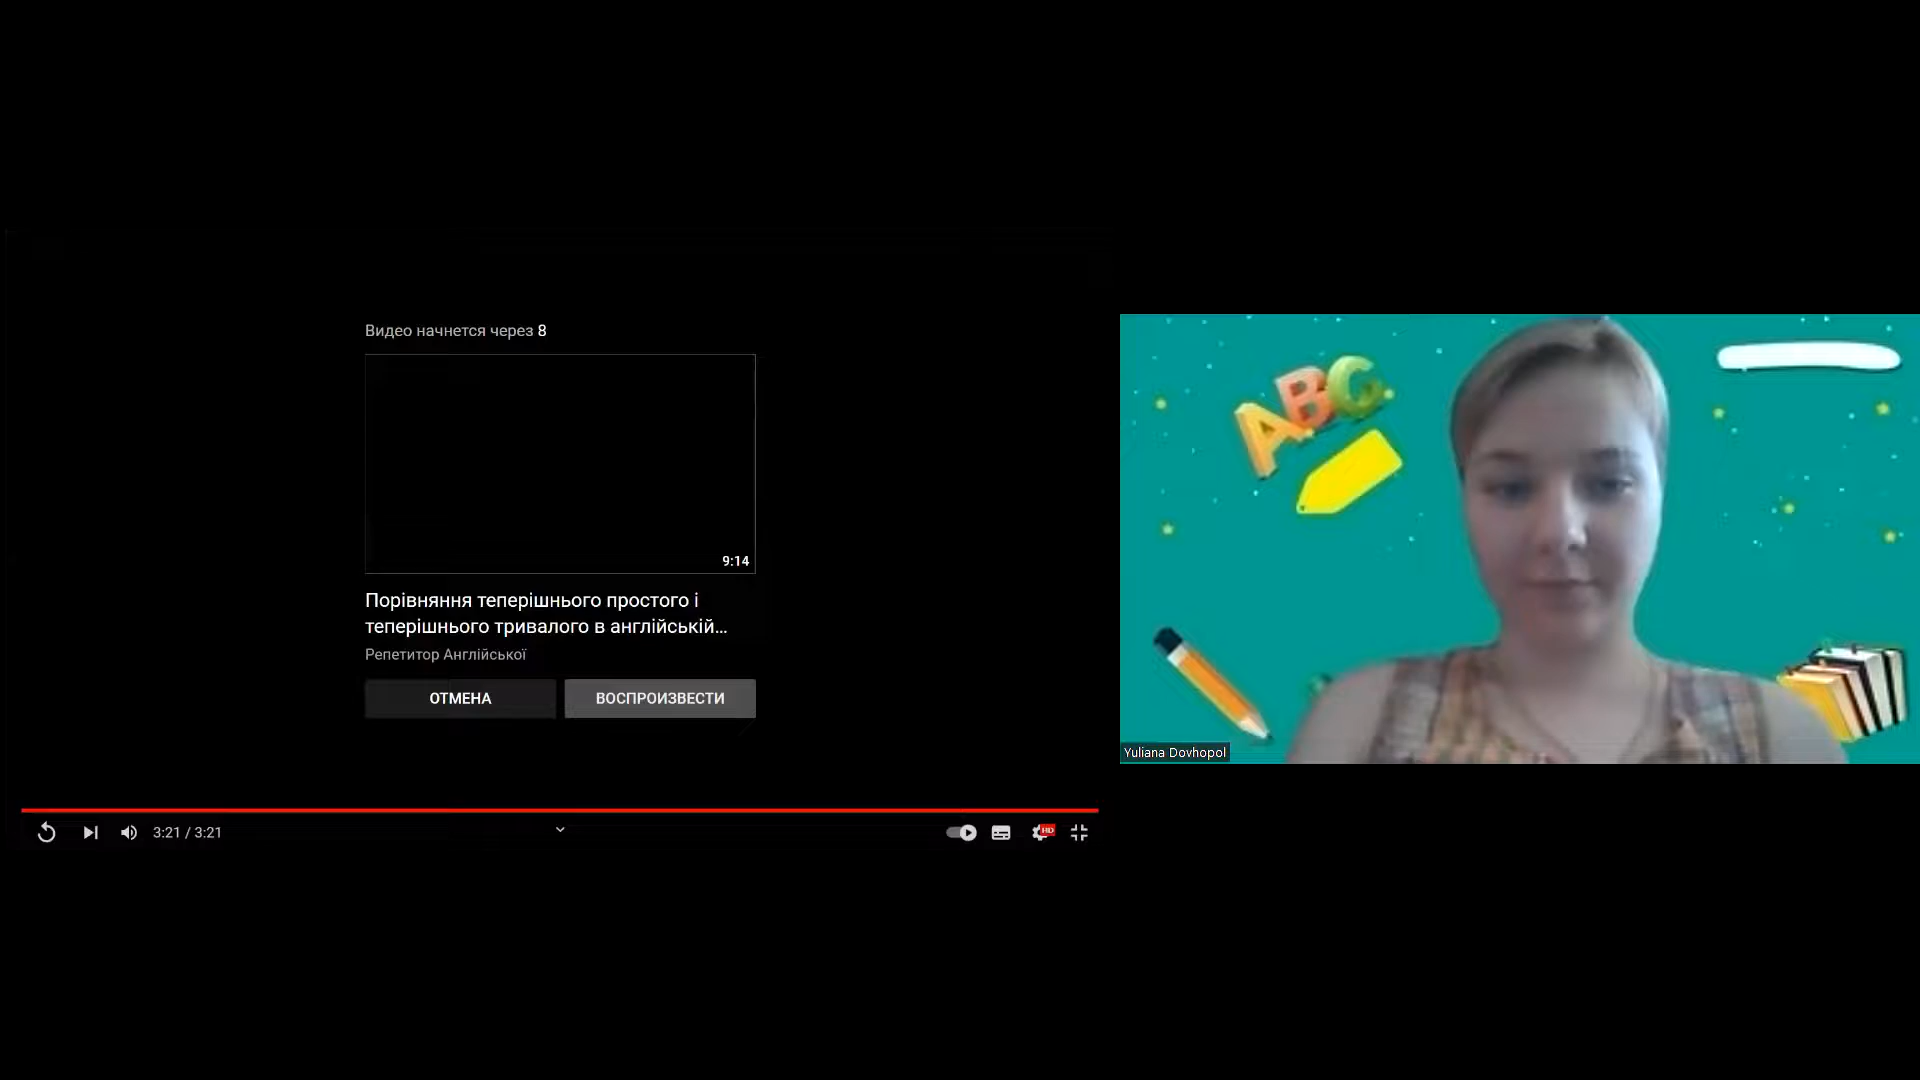 Видео начнется через 8
9:14
Порівняння теперішнього простого і
теперішнього тривалого в англійській...
Репетитор Англійської
ОТМЕНА
ВОСПРОИЗВЕСТИ
3:21 / 3:21
HD
ABC
Yuliana Dovhopol